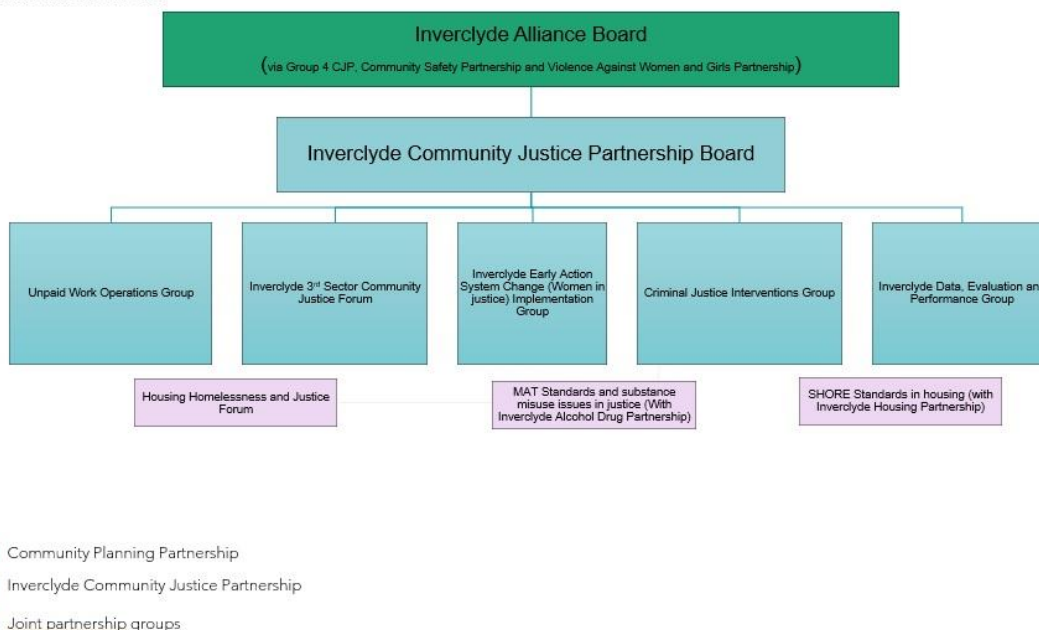 Inverclyde Alliance Board
(via Group 4 CJP, Community Safety Partnership and Violence Against Women and Girls Partnership)
Inverclyde Community Justice Partnership Board
Unpaid Work Operations Group
Inverclyde 3rd Sector Community
Justice Forum
Inverclyde Early Action
System Change (Women in
justice) Implementation
Group
Criminal Justice Interventions Group
Inverclyde Data, Evaluation an
Performance Group
Housing Homelessness and Justice
Forum
MAT Standards and substance
misuse issues in justice (With
Inverclyde Alcohol Drug Partnership)
SHORE Standards in housing (with
Inverclyde Housing Partnership)
Community Planning Partnership
Inverclyde Community Justice Partnership
Joint partnership groups